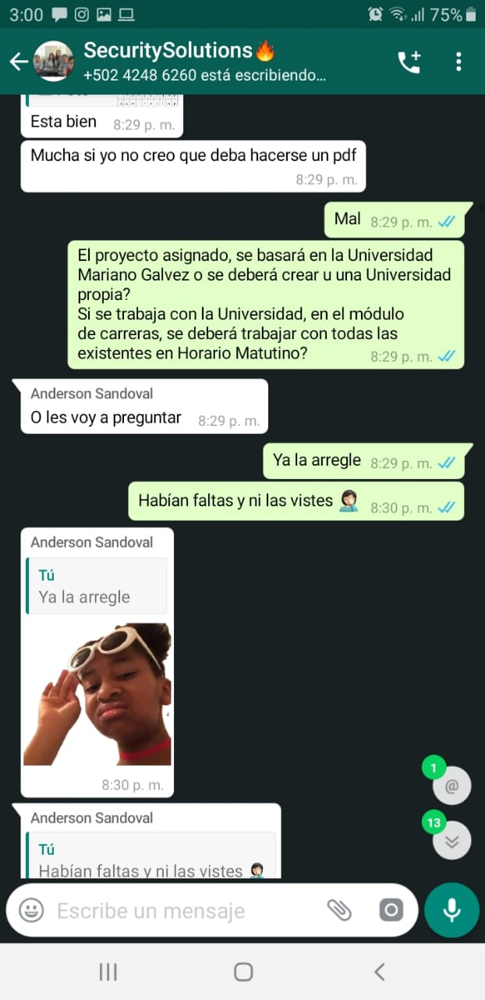 3:00
75%
SecuritySolutions🔥
+502 4248 6260 está escribiendo...
Esta bien 8:29 p. m.
Mucha si yo no creo que deba hacerse un pdf
8:29 p. m.
Mal 8:29 p. m.
El proyecto asignado, se basará en la Universidad
Mariano Galvez o se deberá crear u una Universidad
propia?
Si se trabaja con la Universidad, en el módulo
de carreras, se deberá trabajar con todas las
existentes en Horario Matutino? 8:29 p. m.
Anderson Sandoval
O les voy a preguntar 8:29 p. m.
Ya la arregle 8:29 p. m.
Habían faltas y ni las vistes 🤦🏻‍♀️ 8:30 p. m.
Anderson Sandoval
Tú
Ya la arregle
8:30 p. m.
1
@
13
Anderson Sandoval
Tú
Habían faltas y ni las vistes 🤦🏻‍♀️
Escribe un mensaje